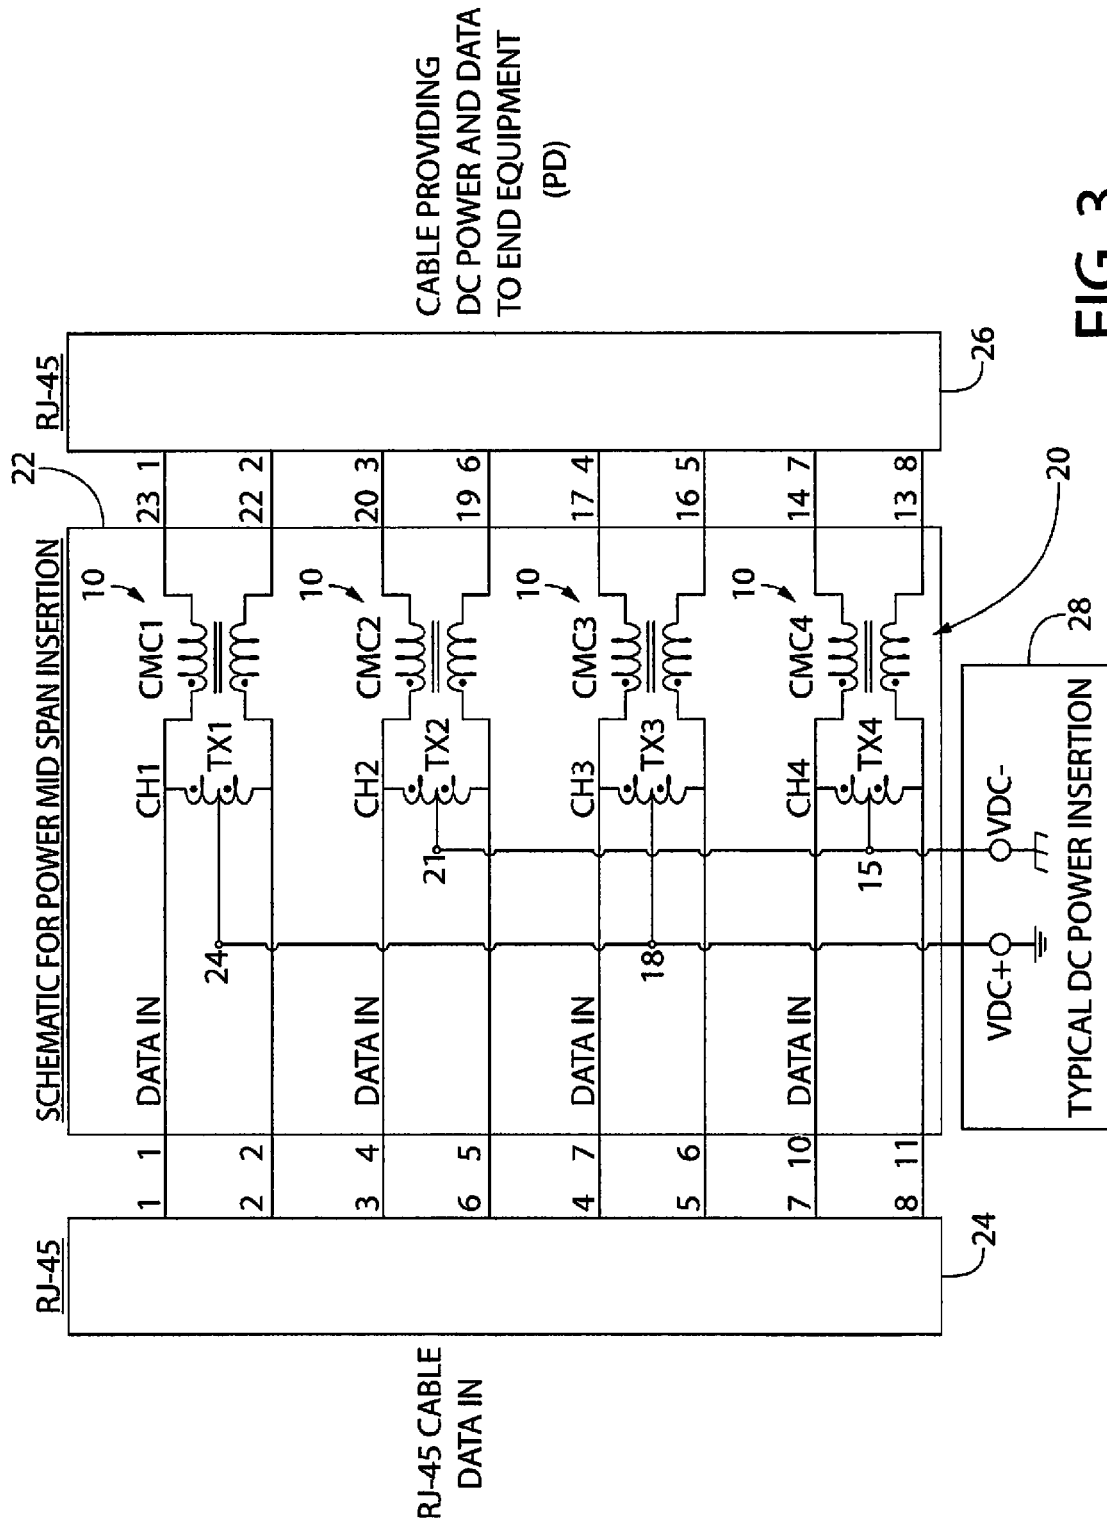 22
RJ-45
SCHEMATIC FOR POWER MID SPAN INSERTION
RJ-45
10
1 1 DATA IN CH1 CMC1 23 1
24 TX1
2 2 22 2
10
3 4 DATA IN CH2 CMC2 20 3
21 TX2
6 5 19 6
RJ-45 CABLE
DATA IN
CABLE PROVIDING
DC POWER AND DATA
TO END EQUIPMENT
(PD)
10
4 7 DATA IN CH3 CMC3 17 4
18 TX3
5 6 16 5
10
7 10 DATA IN CH4 CMC4 14 7
15 TX4
8 11 13 8
24
26
20
VDC+ VDC-
28
TYPICAL DC POWER INSERTION
FIG. 3